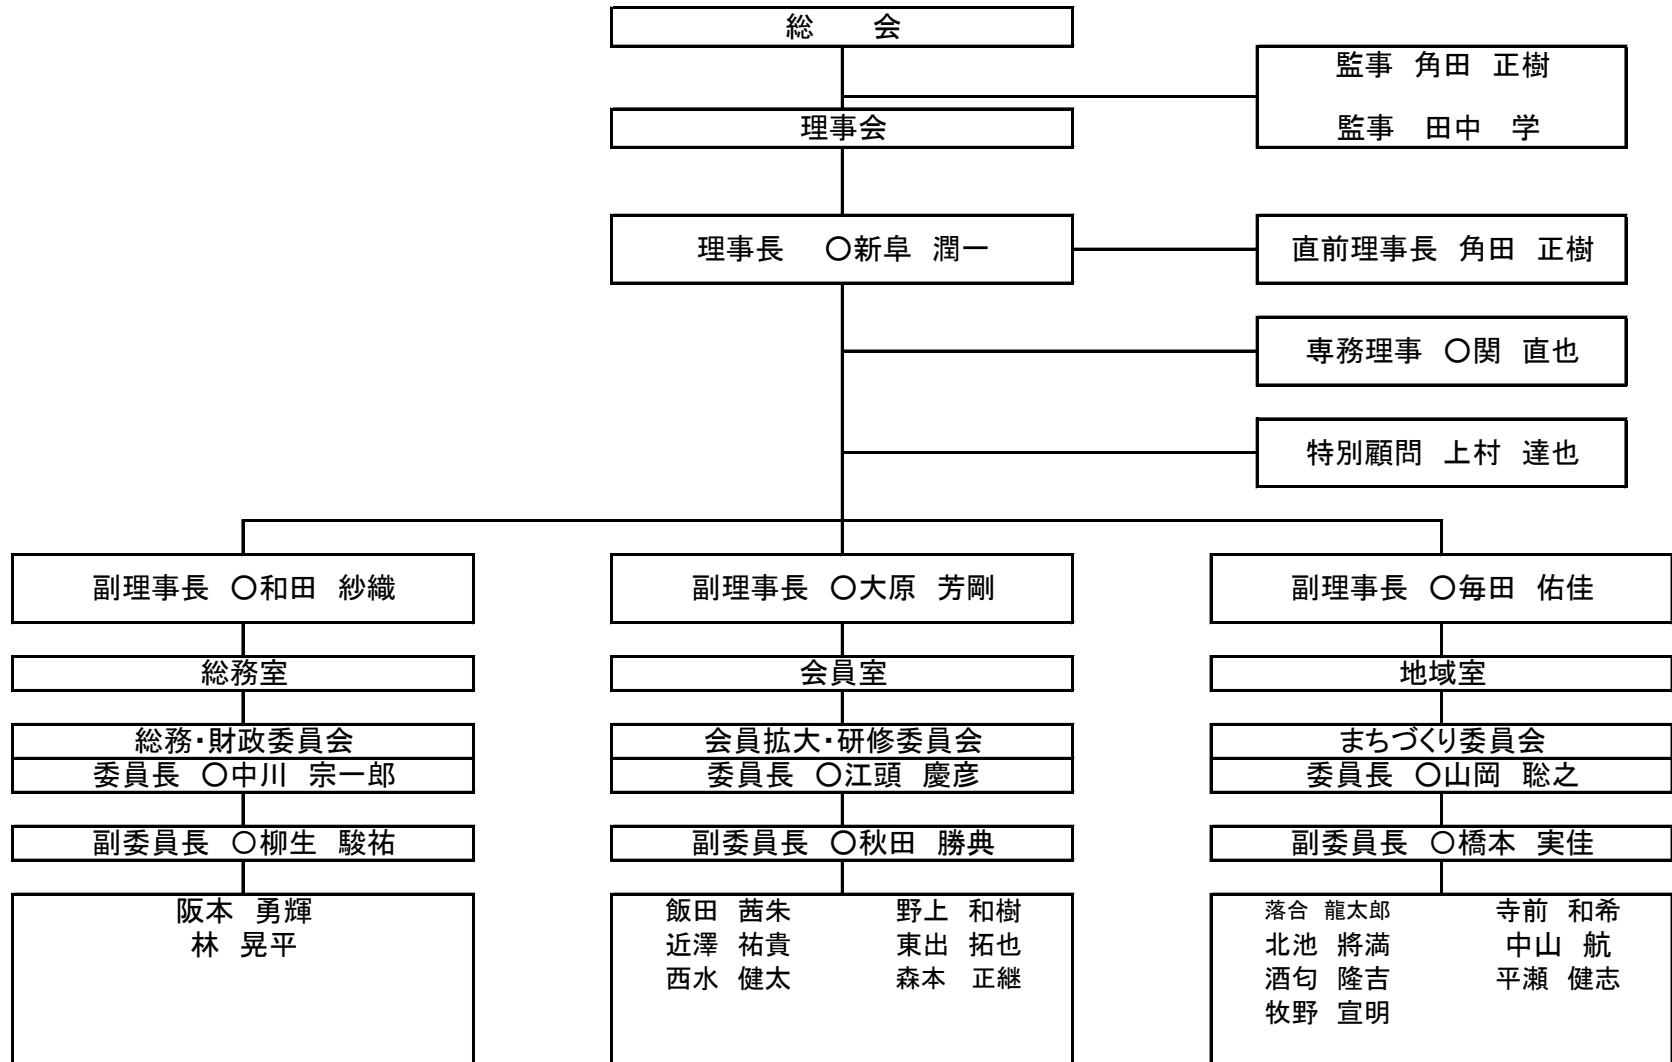 総　会
監事 角田 正樹
監事 田中 学
理事会
理事長 〇新阜 潤一
直前理事長 角田 正樹
専務理事 〇関 直也
特別顧問 上村 達也
副理事長 〇和田 紗織
副理事長 〇大原 芳剛
副理事長 〇毎田 佑佳
総務室
会員室
地域室
総務・財政委員会
委員長 〇中川 宗一郎
会員拡大・研修委員会
委員長 〇江頭 慶彦
まちづくり委員会
委員長 〇山岡 聡之
副委員長 〇柳生 駿祐
副委員長 〇秋田 勝典
副委員長 〇橋本 実佳
阪本 勇輝
林 晃平
飯田 茜朱 野上 和樹
近澤 祐貴 東出 拓也
西水 健太 森本 正継
落合 龍太郎 寺前 和希
北池 將満 中山 航
酒匂 隆吉 平瀬 健志
牧野 宣明